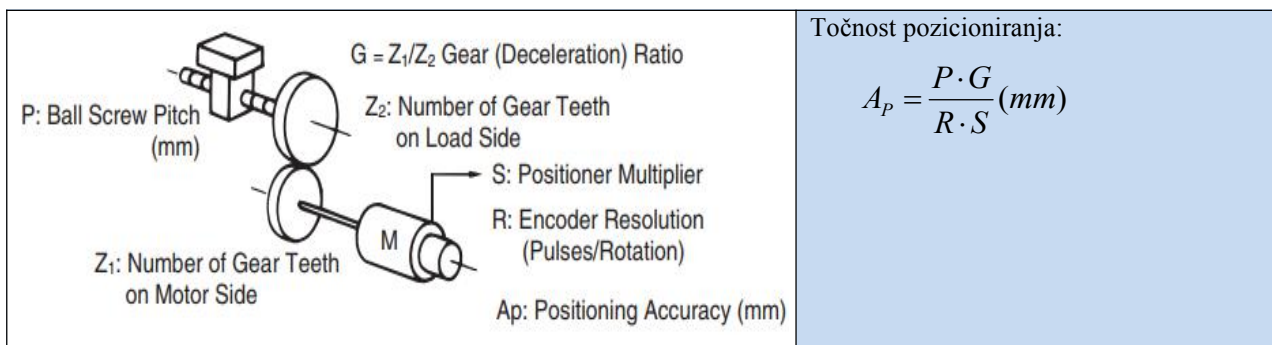 G = Z₁/Z₂ Gear (Deceleration) Ratio
P: Ball Screw Pitch
(mm)
Z₂: Number of Gear Teeth
on Load Side
S: Positioner Multiplier
R: Encoder Resolution
(Pulses/Rotation)
M
Z₁: Number of Gear Teeth
on Motor Side
Ap: Positioning Accuracy (mm)
Točnost pozicioniranja:
A_P = P · G / R · S (mm)